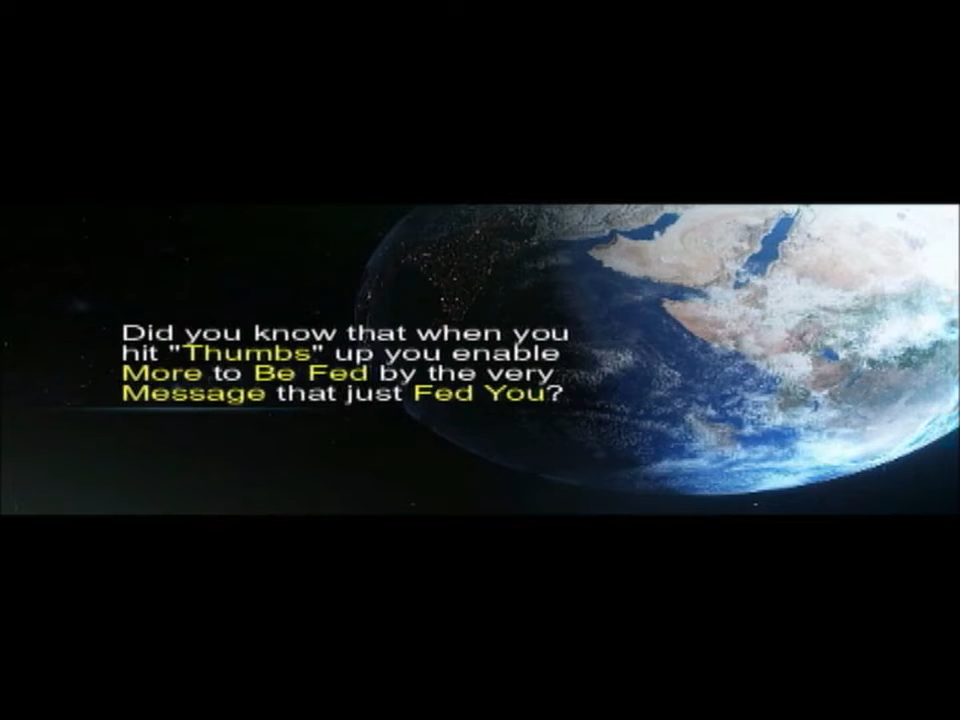 Did you know that when you
hit "Thumbs" up you enable
More to Be Fed by the very
Message that just Fed You?